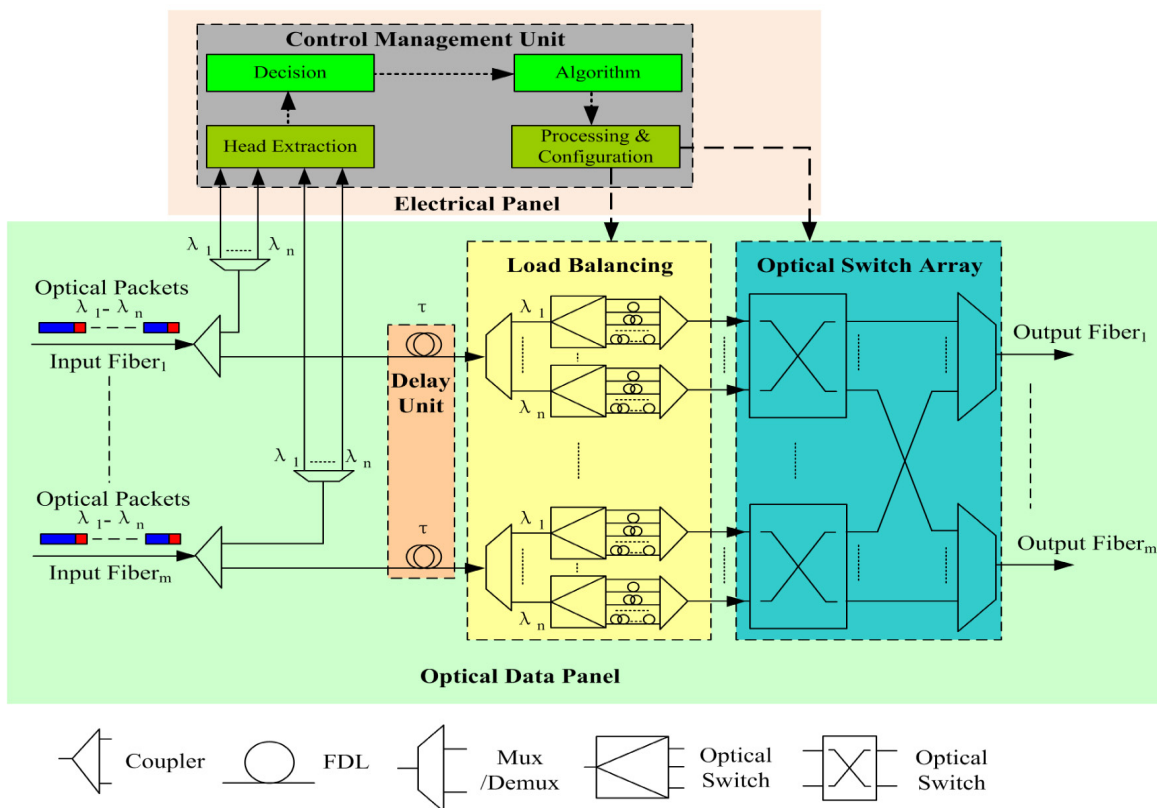 Control Management Unit
Decision
Algorithm
Head Extraction
Processing &
Configuration
Electrical Panel
λ 1 λ n
Optical Packets
λ 1- λ n
Input Fiber1
λ 1 λ n
Optical Packets
λ 1- λ n
Input Fiberm
τ
Delay
Unit
τ
Load Balancing
λ 1
λ n
λ 1
λ n
Optical Switch Array
Output Fiber1
Output Fiberm
Optical Data Panel
Coupler
FDL
Mux
/Demux
Optical
Switch
Optical
Switch